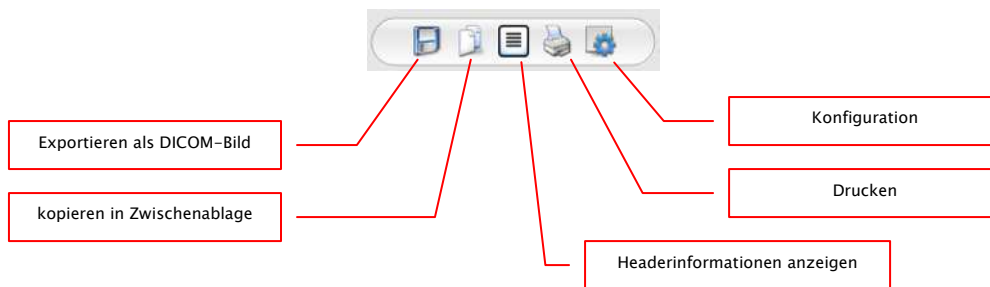 Konfiguration
Exportieren als DICOM-Bild
Drucken
kopieren in Zwischenablage
Headerinformationen anzeigen